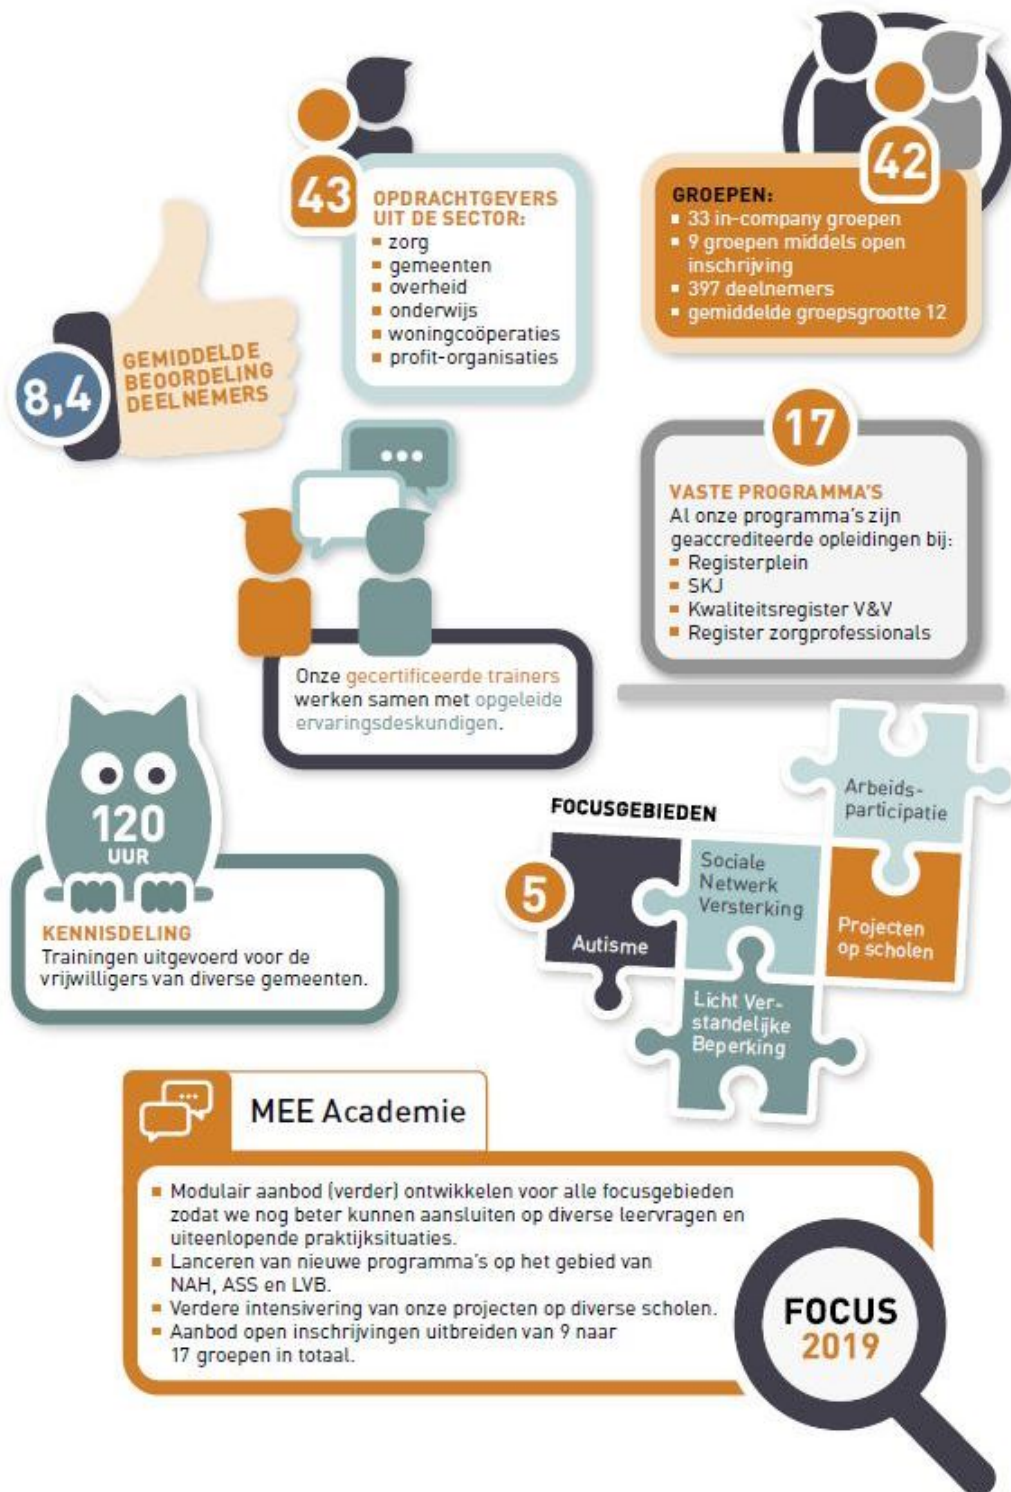 43
OPDRACHTGEVERS
UIT DE SECTOR:
zorg
gemeenten
overheid
onderwijs
woningcoöperaties
profit-organisaties
42
GROEPEN:
33 in-company groepen
9 groepen middels open
inschrijving
397 deelnemers
gemiddelde groepsgrootte 12
8,4
GEMIDDELDE
BEOORDELING
DEELNEMERS
17
VASTE PROGRAMMA'S
Al onze programma's zijn
geaccrediteerde opleidingen bij:
Registerplein
SKJ
Kwaliteitsregister V&V
Register zorgprofessionals
Onze gecertificeerde trainers
werken samen met opgeleide
ervaringsdeskundigen.
120
UUR
KENNISDELING
Trainingen uitgevoerd voor de
vrijwilligers van diverse gemeenten.
FOCUSGEBIEDEN
5
Autisme
Sociale
Netwerk
Versterking
Arbeids-
participatie
Projecten
op scholen
Licht Ver-
standelijke
Beperking
MEE Academie
Modulair aanbod (verder) ontwikkelen voor alle focusgebieden
zodat we nog beter kunnen aansluiten op diverse leervragen en
uiteenlopende praktijksituaties.
Lanceren van nieuwe programma's op het gebied van
NAH, ASS en LVB.
Verdere intensivering van onze projecten op diverse scholen.
Aanbod open inschrijvingen uitbreiden van 9 naar
17 groepen in totaal.
FOCUS
2019